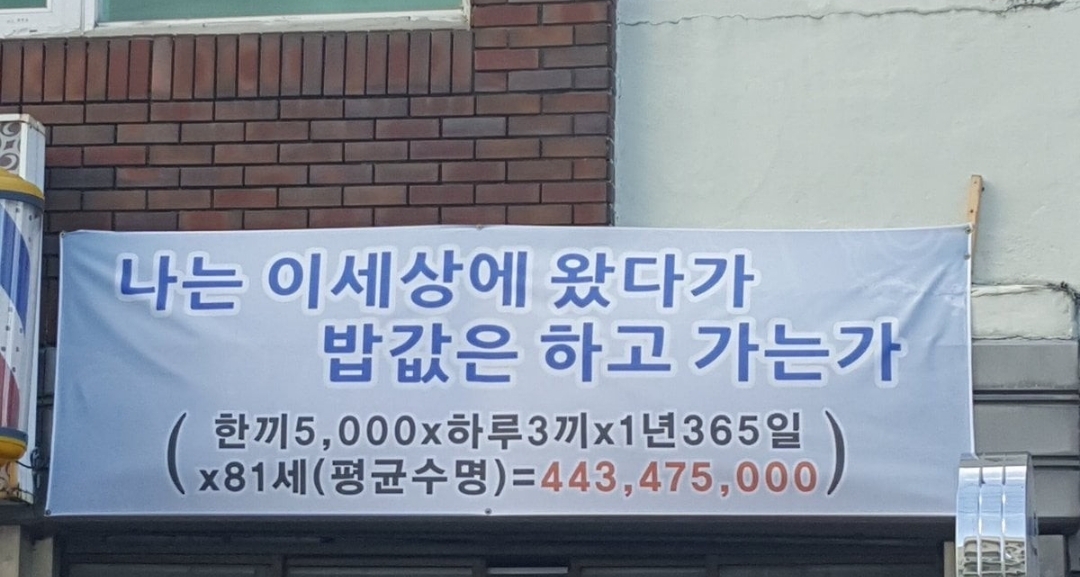 나는 이세상에 왔다가
밥값은 하고 가는가
(한끼5,000x하루3끼x1년365일
x81세(평균수명)=443,475,000)